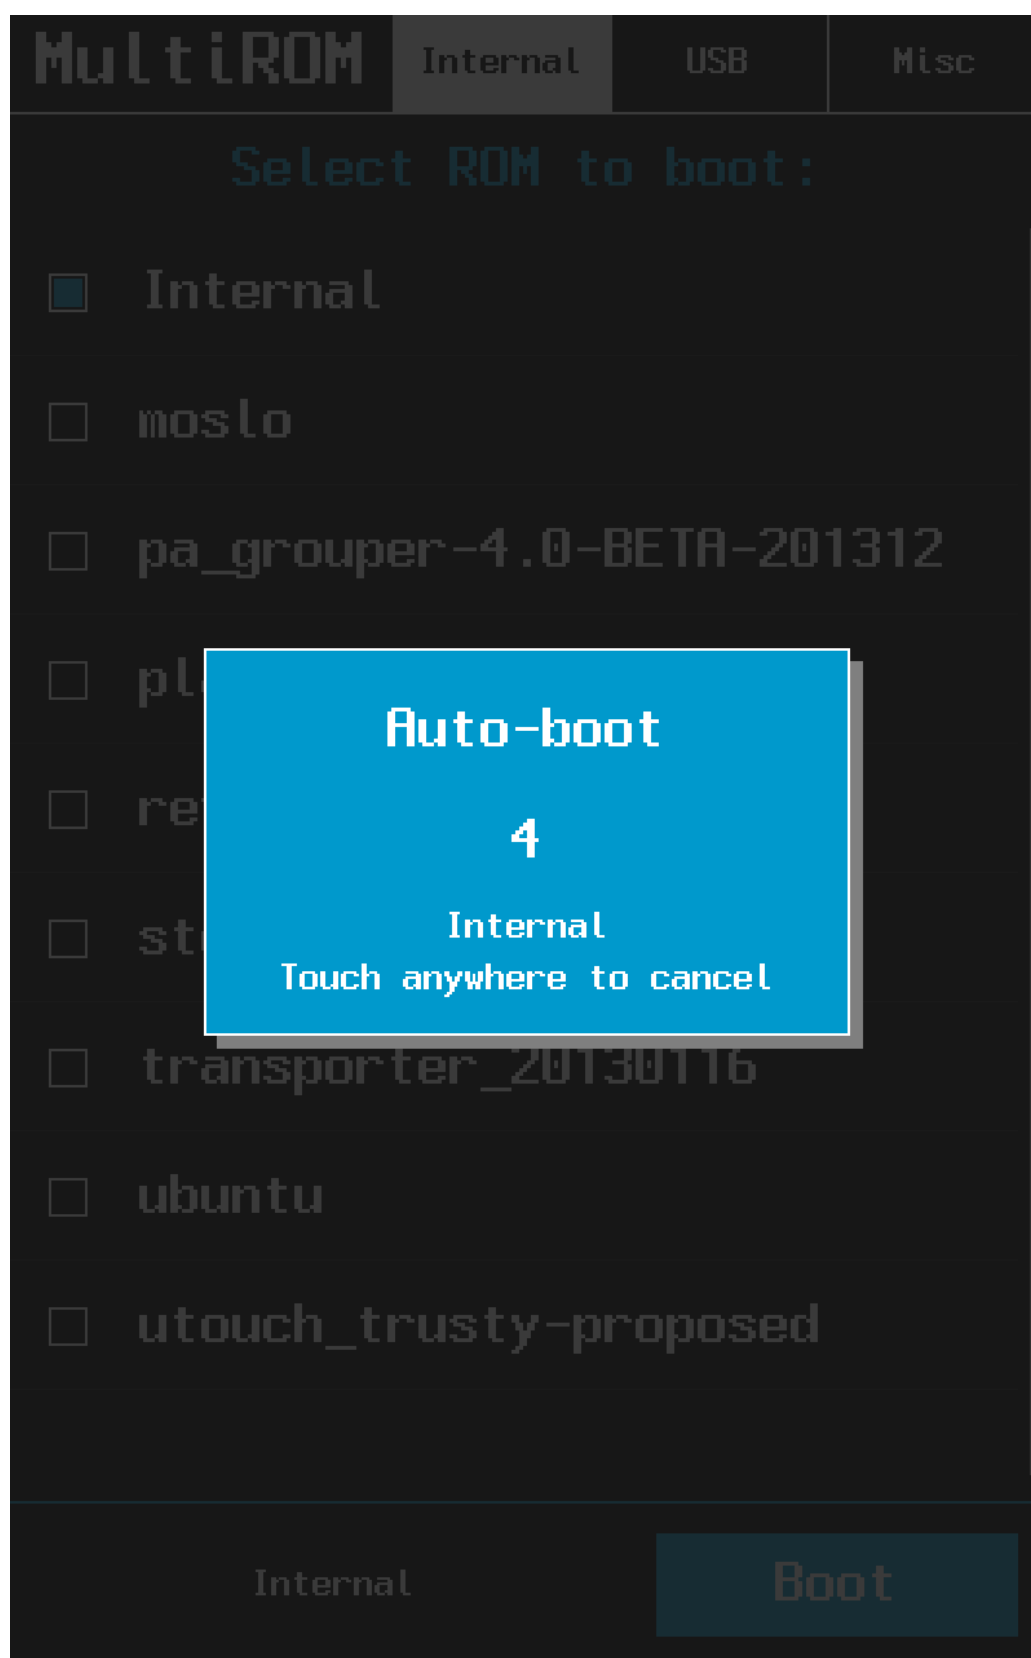 MultiROM Internal USB Misc
Select ROM to boot:
Internal
moslo
pa_grouper-4.0-BETA-201312
Auto-boot
4
Internal
Touch anywhere to cancel
transporter_20130116
ubuntu
utouch_trusty-proposed
Internal Boot